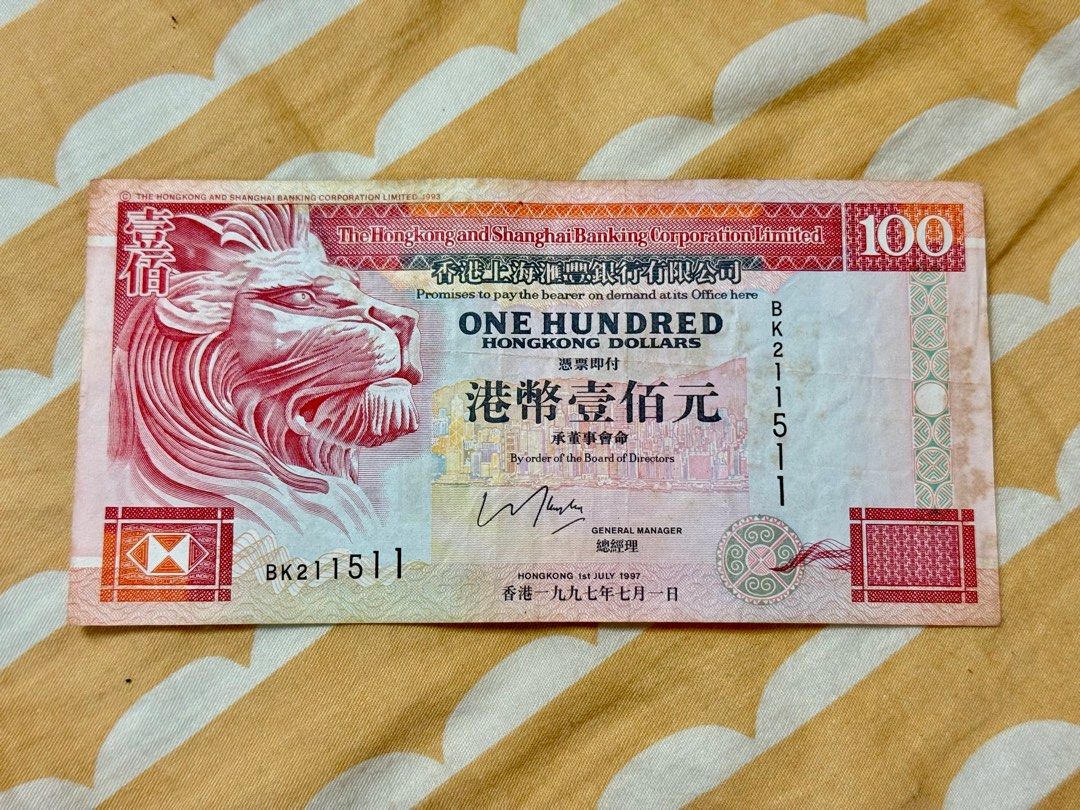 © THE HONGKONG AND SHANGHAI BANKING CORPORATION LIMITED 1993
壹佰
The Hongkong and Shanghai Banking Corporation Limited
100
香港上海滙豐銀行有限公司
Promises to pay the bearer on demand at its Office here
ONE HUNDRED
HONGKONG DOLLARS
憑票即付
港幣壹佰元
承董事會命
By order of the Board of Directors
BK211511
GENERAL MANAGER
總經理
BK211511
HONGKONG 1st JULY 1997
香港一九九七年七月一日